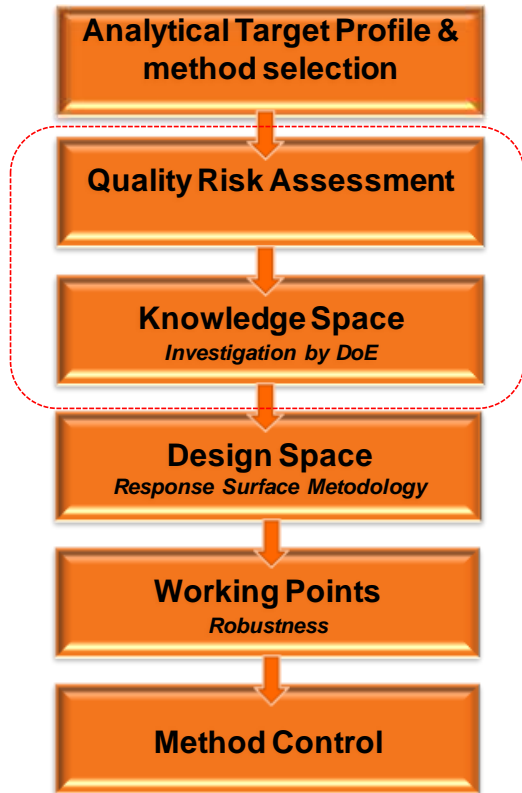 Analytical Target Profile &
method selection
Quality Risk Assessment
Knowledge Space
Investigation by DoE
Design Space
Response Surface Metodology
Working Points
Robustness
Method Control